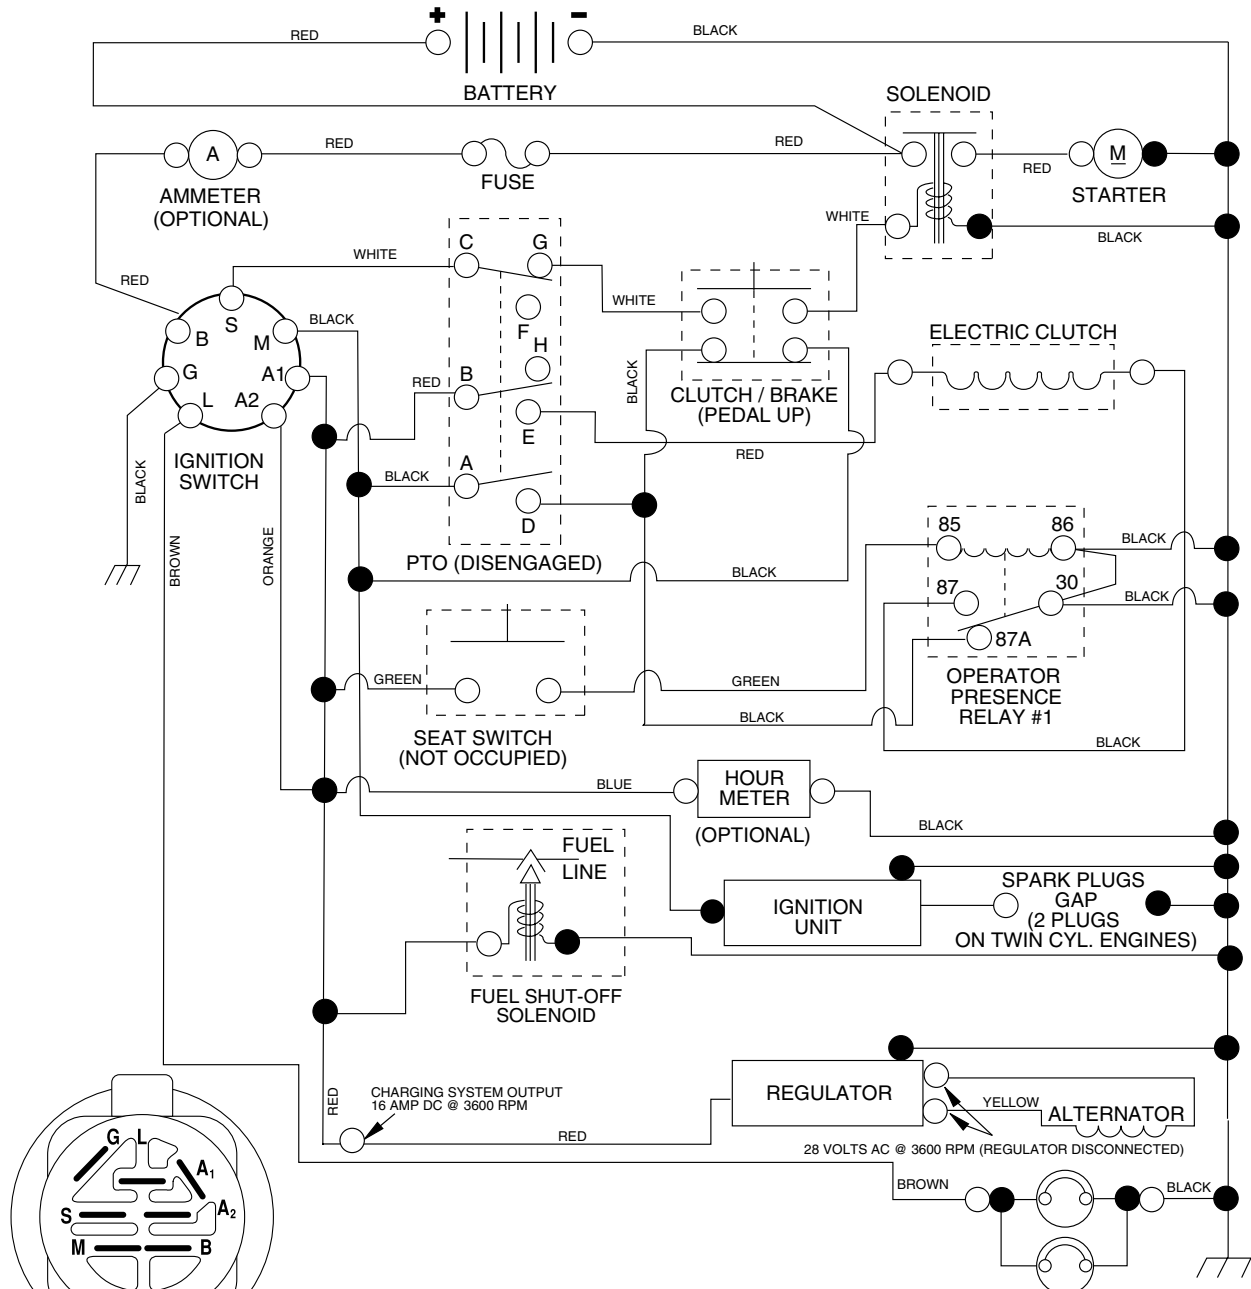 + −
RED
BLACK
BATTERY
SOLENOID
A
RED
RED
RED
M
AMMETER
(OPTIONAL)
FUSE
STARTER
WHITE
BLACK
C G
WHITE
RED
S
WHITE
BLACK
F
B M
ELECTRIC CLUTCH
H
G A1
RED B
BLACK
L A2
CLUTCH / BRAKE
(PEDAL UP)
E
RED
IGNITION
SWITCH
A
BLACK
BLACK
D
85 86
BLACK
BROWN
ORANGE
PTO (DISENGAGED)
BLACK
87 30
BLACK
87A
GREEN
GREEN
OPERATOR
PRESENCE
RELAY #1
BLACK
SEAT SWITCH
(NOT OCCUPIED)
BLACK
BLUE
HOUR
METER
(OPTIONAL)
BLACK
FUEL
LINE
IGNITION
UNIT
SPARK PLUGS
GAP
(2 PLUGS
ON TWIN CYL. ENGINES)
FUEL SHUT-OFF
SOLENOID
RED
CHARGING SYSTEM OUTPUT
16 AMP DC @ 3600 RPM
REGULATOR
YELLOW
ALTERNATOR
RED
28 VOLTS AC @ 3600 RPM (REGULATOR DISCONNECTED)
BROWN
BLACK
G L
A1
S A2
M B